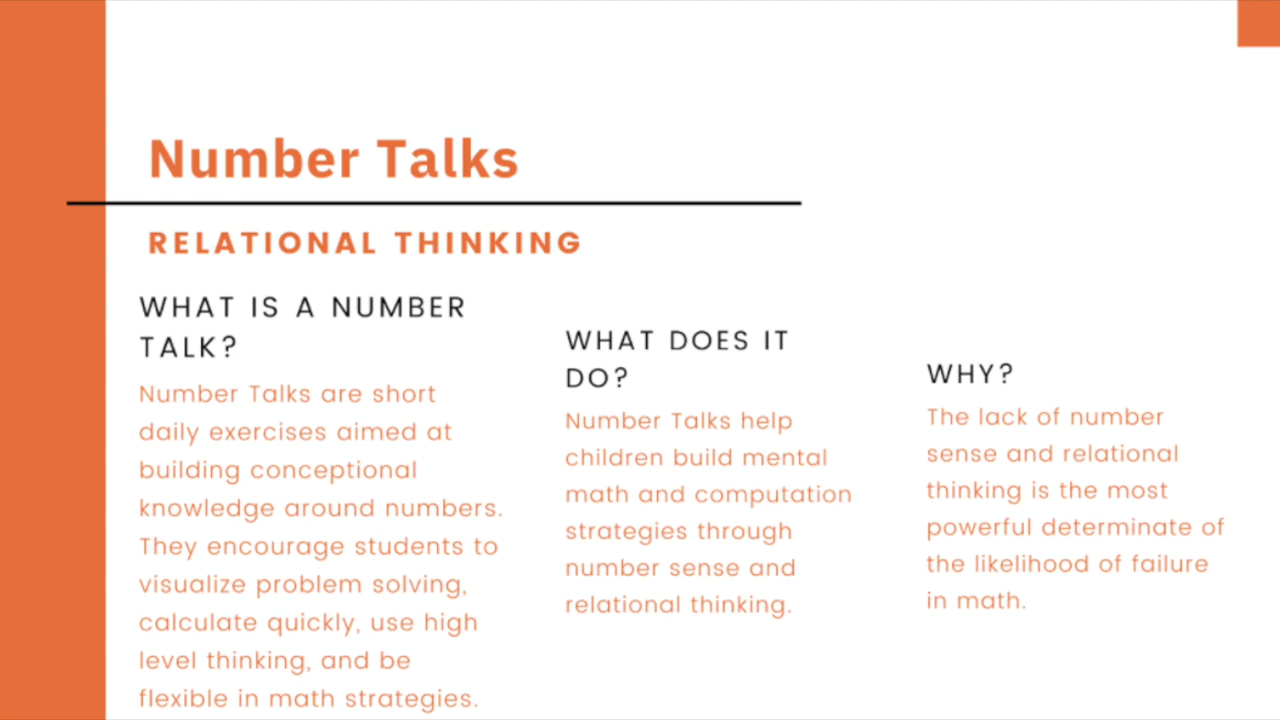 Number Talks
RELATIONAL THINKING
WHAT IS A NUMBER
TALK?
Number Talks are short
daily exercises aimed at
building conceptional
knowledge around numbers.
They encourage students to
visualize problem solving,
calculate quickly, use high
level thinking, and be
flexible in math strategies.
WHAT DOES IT
DO?
Number Talks help
children build mental
math and computation
strategies through
number sense and
relational thinking.
WHY?
The lack of number
sense and relational
thinking is the most
powerful determinate of
the likelihood of failure
in math.